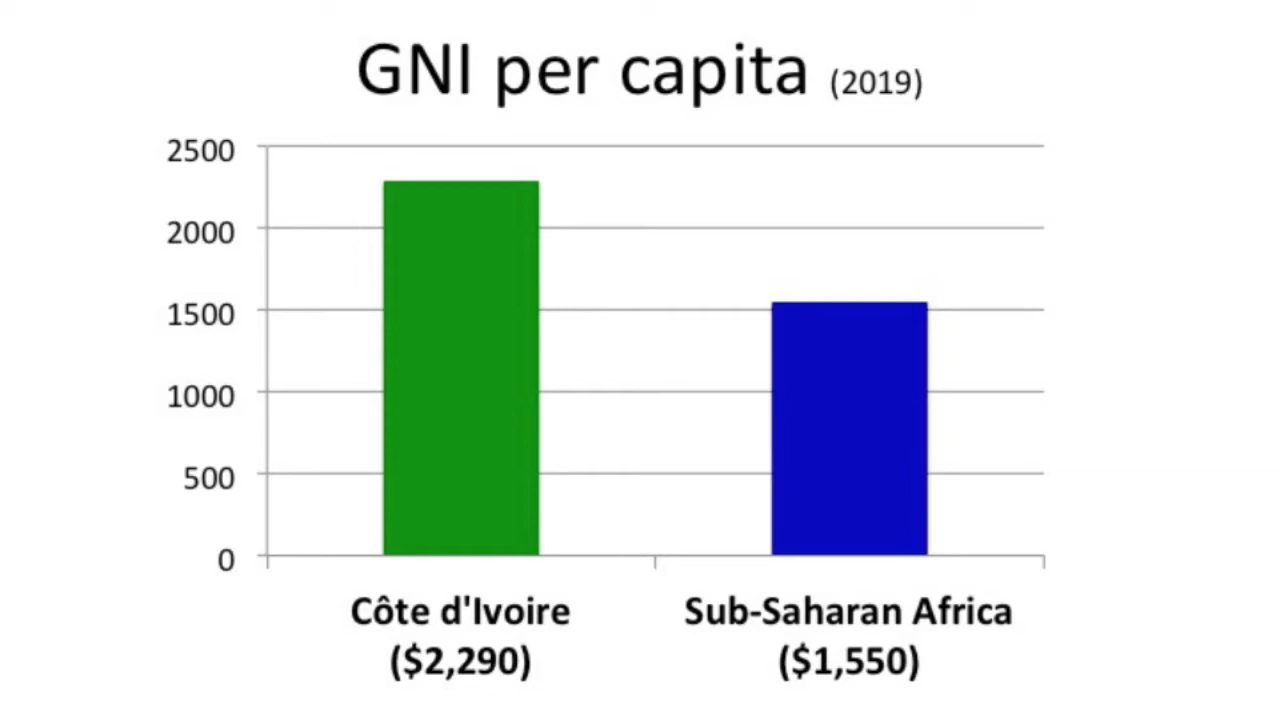 GNI per capita (2019)
2500
2000
1500
1000
500
0
Côte d'Ivoire
($2,290)
Sub-Saharan Africa
($1,550)